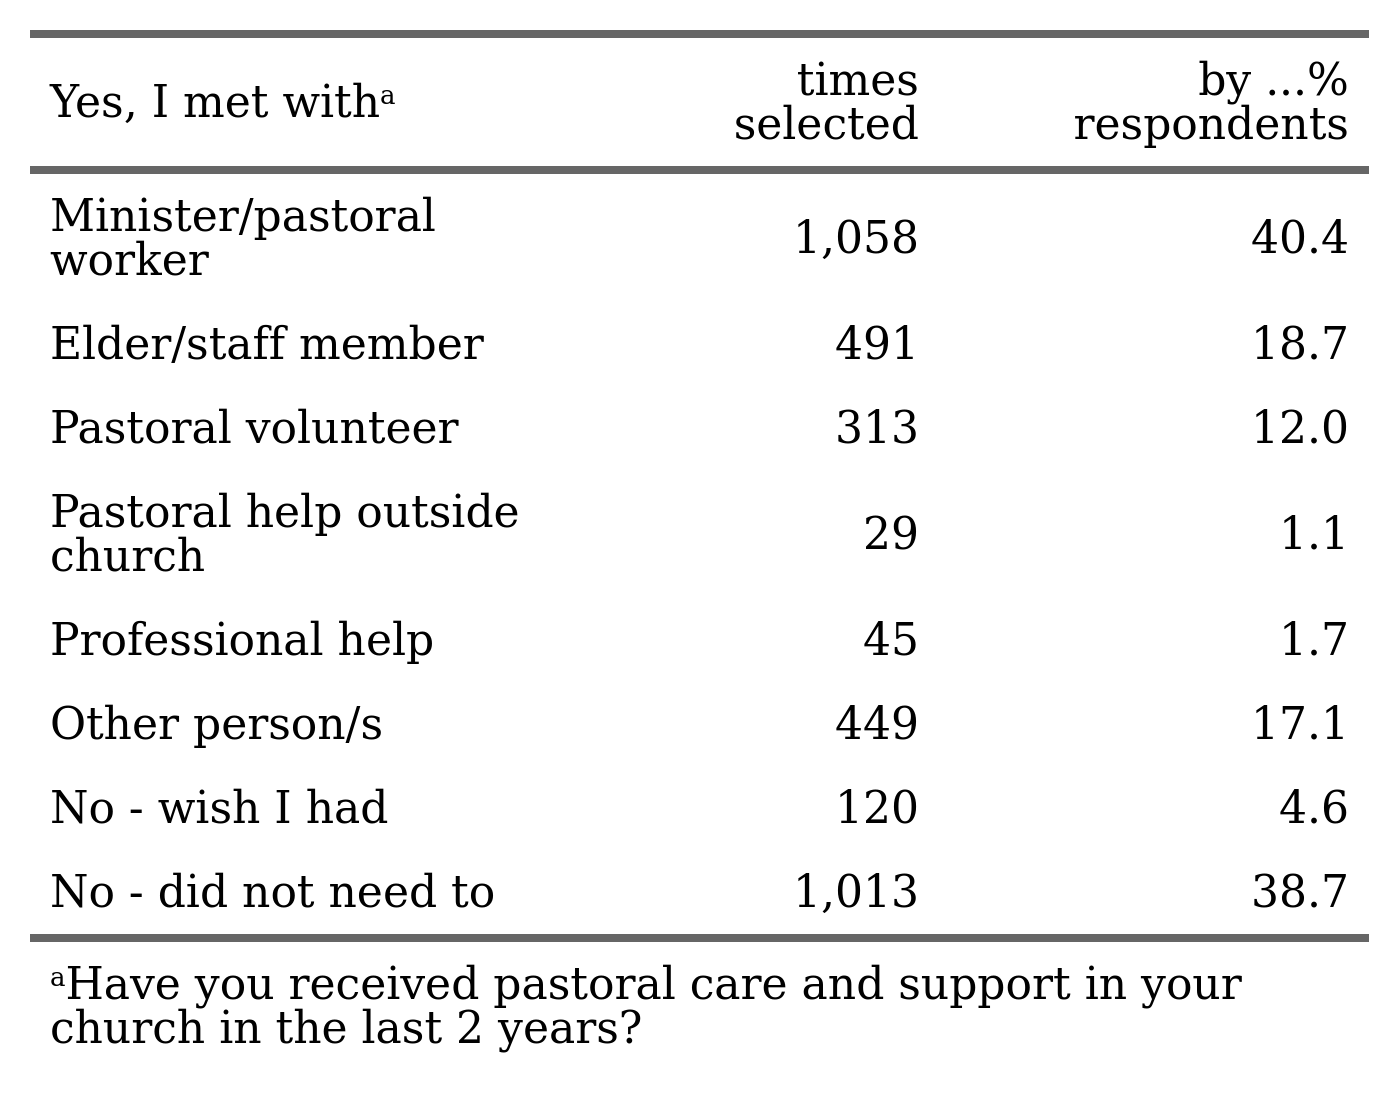 Yes, I met withᵃ times selected by ...% respondents
Minister/pastoral worker 1,058 40.4
Elder/staff member 491 18.7
Pastoral volunteer 313 12.0
Pastoral help outside church 29 1.1
Professional help 45 1.7
Other person/s 449 17.1
No - wish I had 120 4.6
No - did not need to 1,013 38.7
ᵃHave you received pastoral care and support in your
church in the last 2 years?